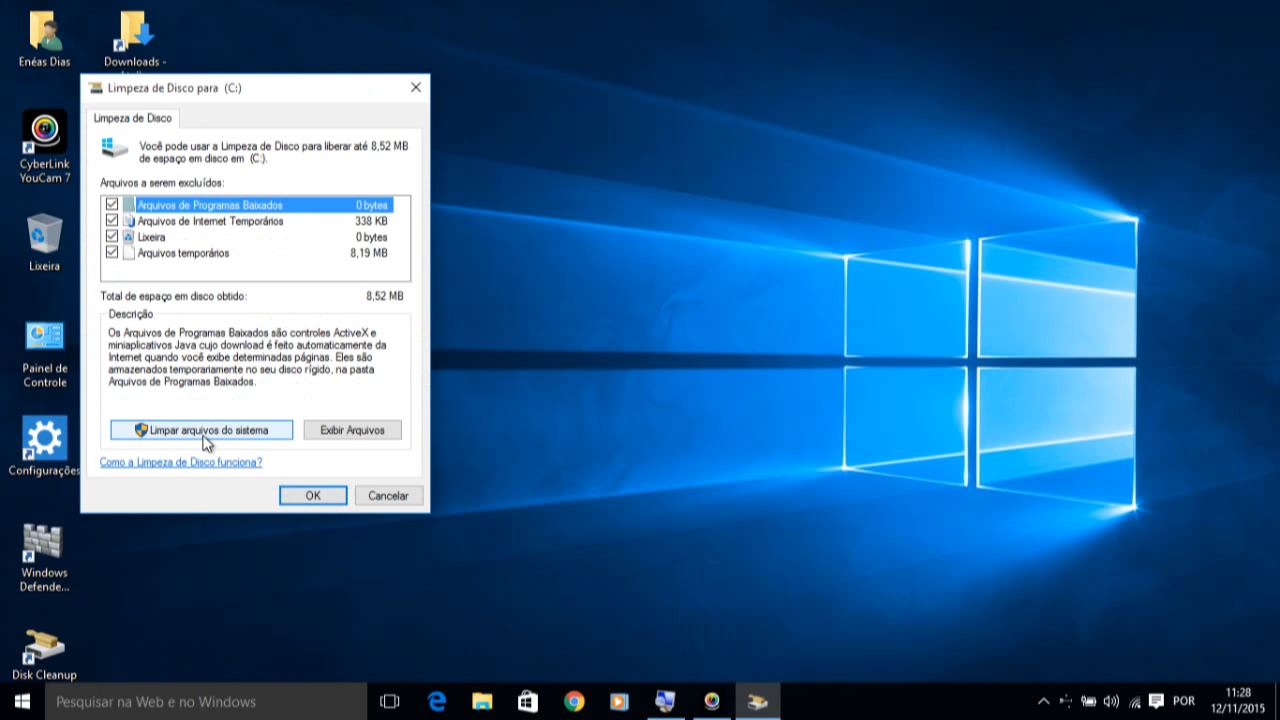 Enéas Dias
Downloads -
CyberLink
YouCam 7
Lixeira
Painel de
Controle
Configurações
Windows
Defende...
Disk Cleanup
Limpeza de Disco para (C:)
Limpeza de Disco
Você pode usar a Limpeza de Disco para liberar até 8,52 MB
de espaço em disco em (C:).
Arquivos a serem excluídos:
Arquivos de Programas Baixados 0 bytes
Arquivos de Internet Temporários 338 KB
Lixeira 0 bytes
Arquivos temporários 8,19 MB
Total de espaço em disco obtido: 8,52 MB
Descrição
Os Arquivos de Programas Baixados são controles ActiveX e
miniaplicativos Java cujo download é feito automaticamente da
Internet quando você exibe determinadas páginas. Eles são
armazenados temporariamente no seu disco rígido, na pasta
Arquivos de Programas Baixados.
Limpar arquivos do sistema Exibir Arquivos
Como a Limpeza de Disco funciona?
OK Cancelar
Pesquisar na Web e no Windows
POR
11:28
12/11/2015